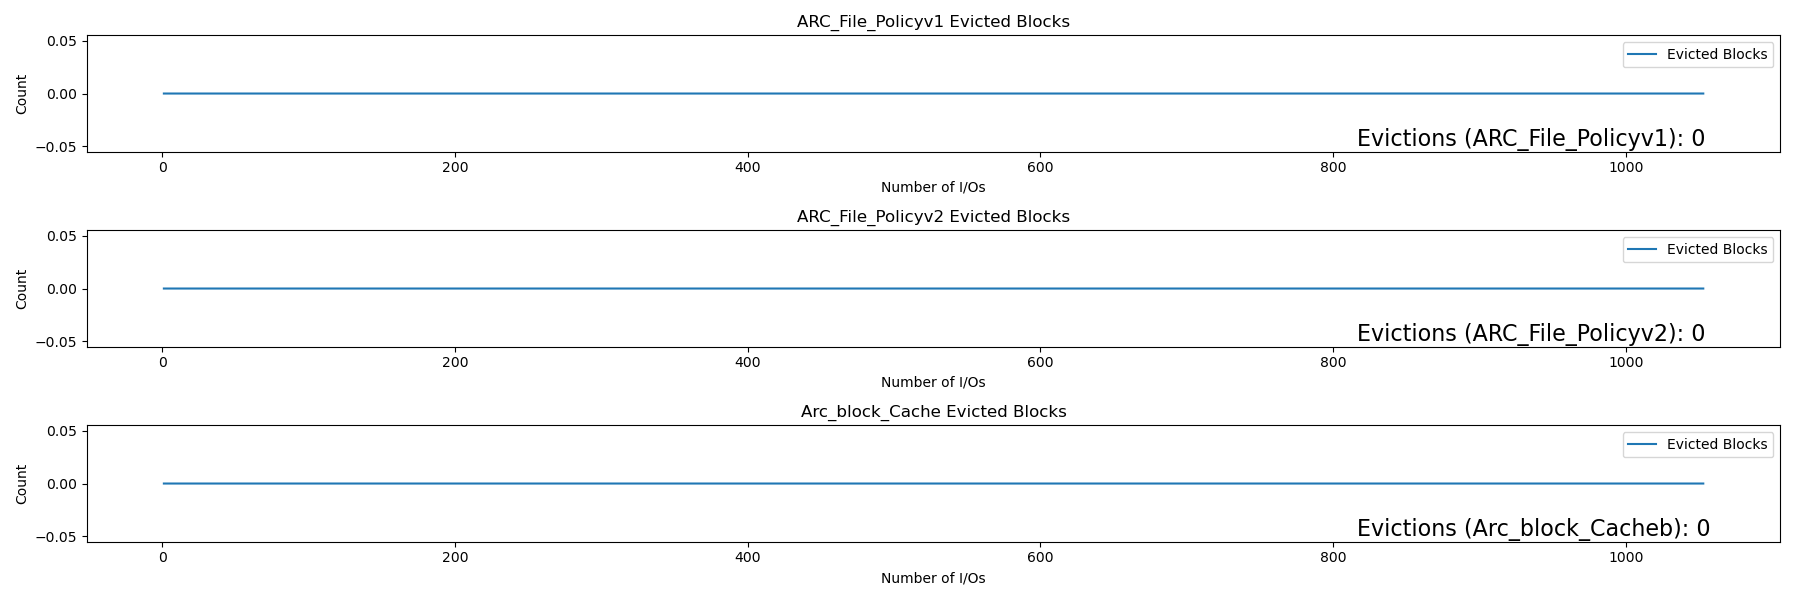 ARC_File_Policyv1 Evicted Blocks
0.05
Evicted Blocks
Count
0.00
Evictions (ARC_File_Policyv1): 0
−0.05
0 200 400 600 800 1000
Number of I/Os
ARC_File_Policyv2 Evicted Blocks
0.05
Evicted Blocks
Count
0.00
Evictions (ARC_File_Policyv2): 0
−0.05
0 200 400 600 800 1000
Number of I/Os
Arc_block_Cache Evicted Blocks
0.05
Evicted Blocks
Count
0.00
Evictions (Arc_block_Cacheb): 0
−0.05
0 200 400 600 800 1000
Number of I/Os